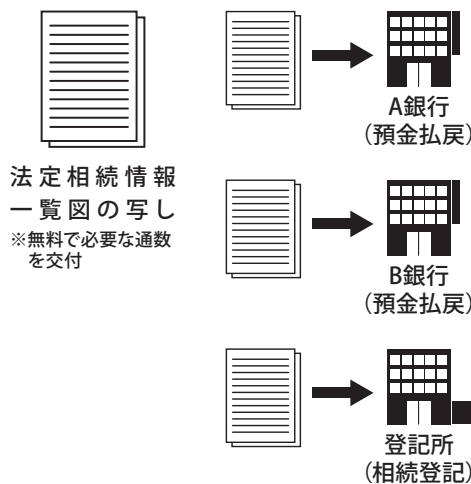 法定相続情報
一覧図の写し
※無料で必要な通数
を交付
A銀行
（預金払戻）
B銀行
（預金払戻）
登記所
（相続登記）